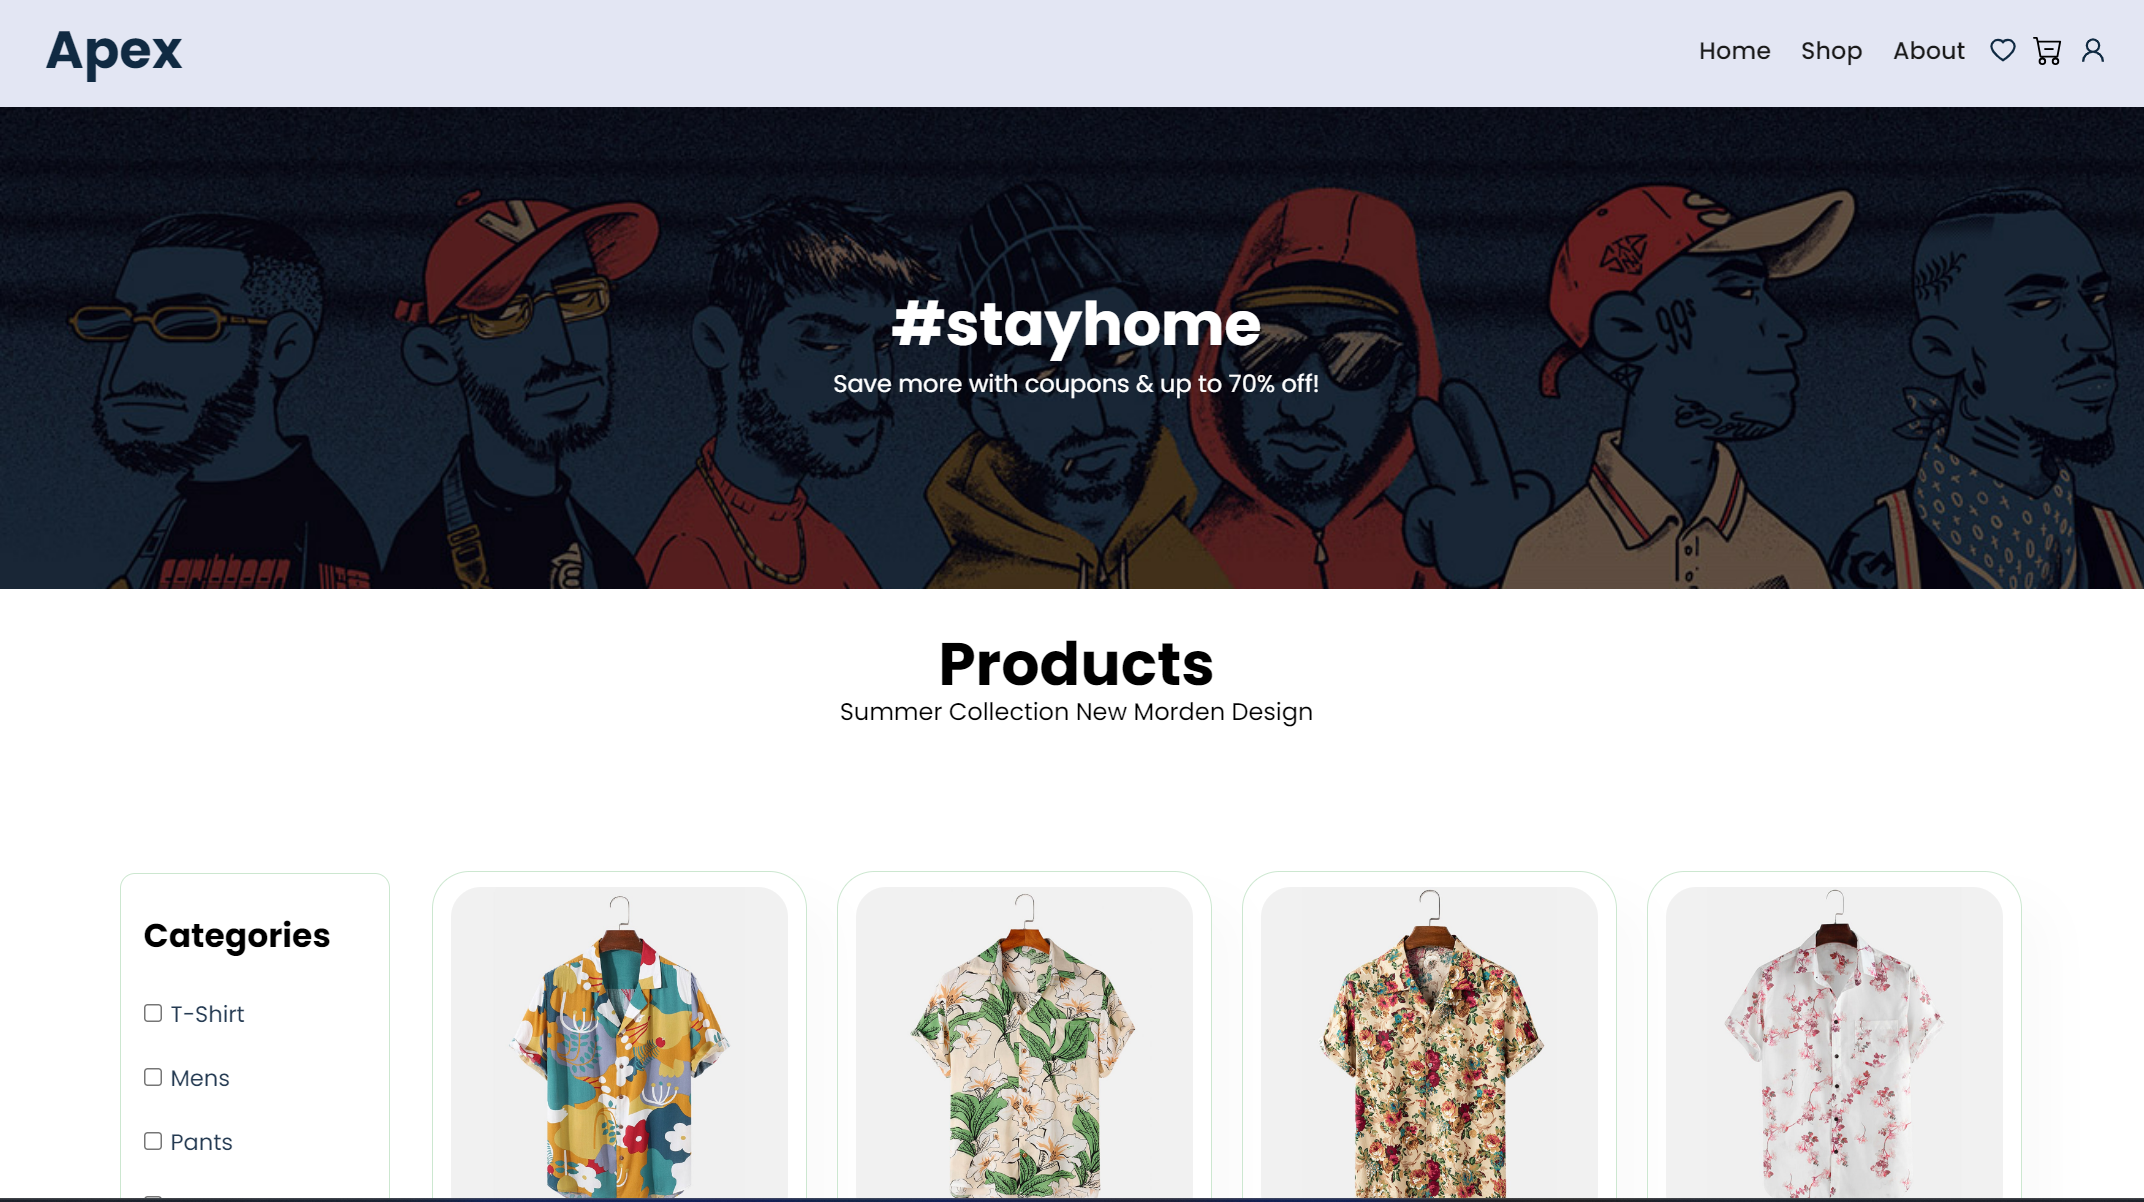 Apex
Home Shop About
V
99s
#stayhome
Save more with coupons & up to 70% off!
Products
Summer Collection New Morden Design
Categories
T-Shirt
Mens
Pants